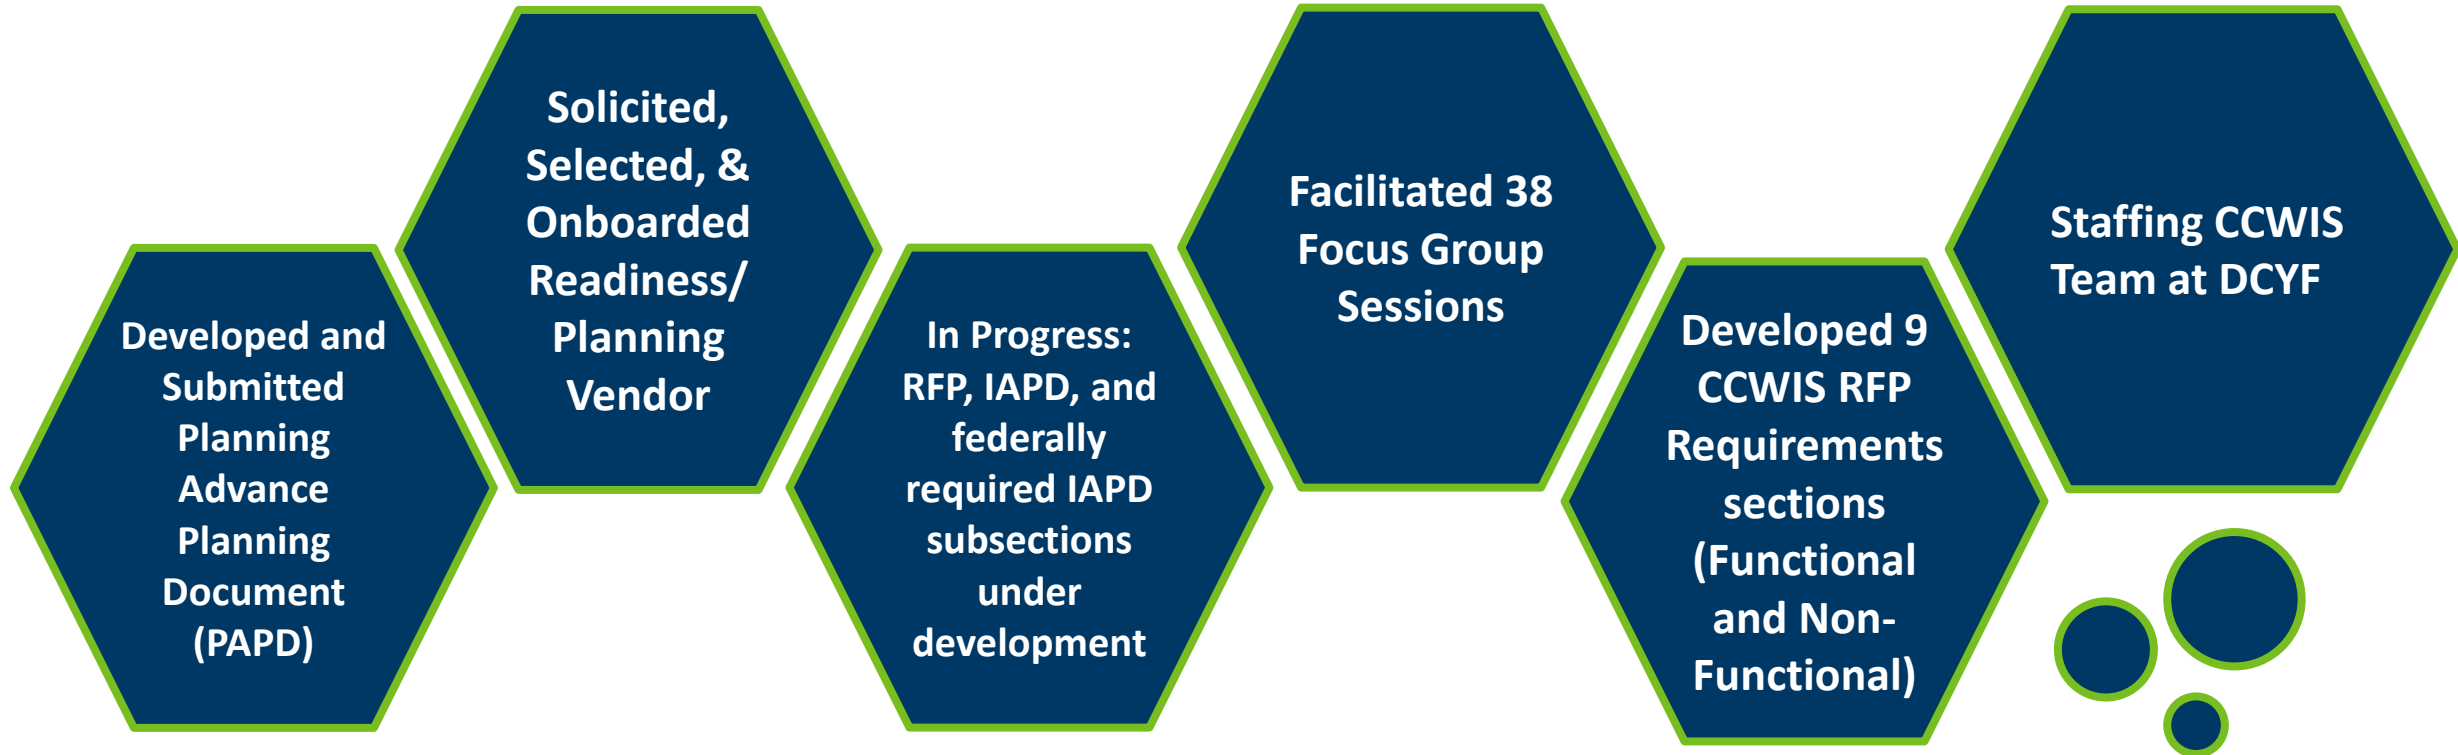 Developed and
Submitted
Planning
Advance
Planning
Document
(PAPD)
Solicited,
Selected, &
Onboarded
Readiness/
Planning
Vendor
In Progress:
RFP, IAPD, and
federally
required IAPD
subsections
under
development
Facilitated 38
Focus Group
Sessions
Developed 9
CCWIS RFP
Requirements
sections
(Functional
and Non-
Functional)
Staffing CCWIS
Team at DCYF